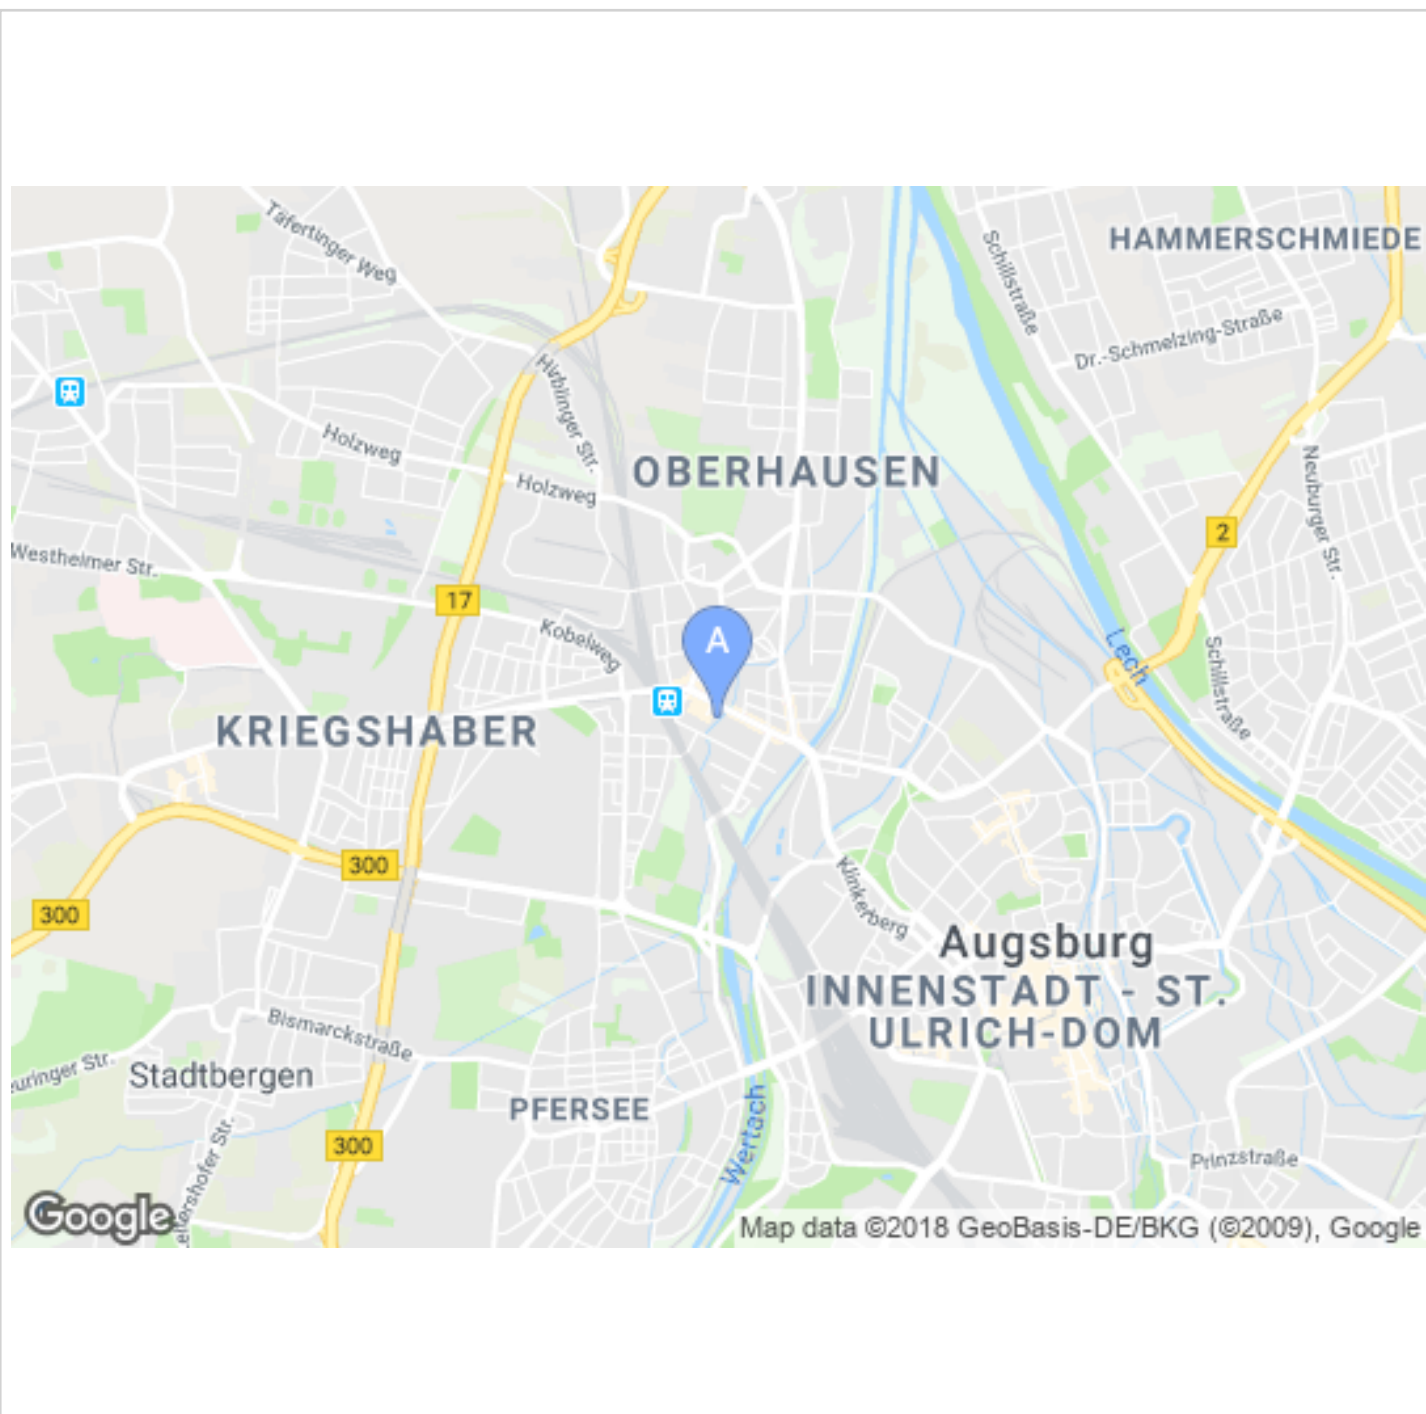 Täfertinger Weg
Schillstraße
HAMMERSCHMIEDE
Dr.-Schmelzing-Straße
Hirblinger Str.
Holzweg
Holzweg
OBERHAUSEN
Neuburger Str.
2
Westheimer Str.
17
Kobelweg
A
Lech
Schillstraße
KRIEGSHABER
300
300
Klinkerberg
Augsburg
INNENSTADT - ST.
ULRICH-DOM
Bismarckstraße
Stadtbergen
PFERSEE
Wertach
300
Prinzstraße
Google
Map data ©2018 GeoBasis-DE/BKG (©2009), Google